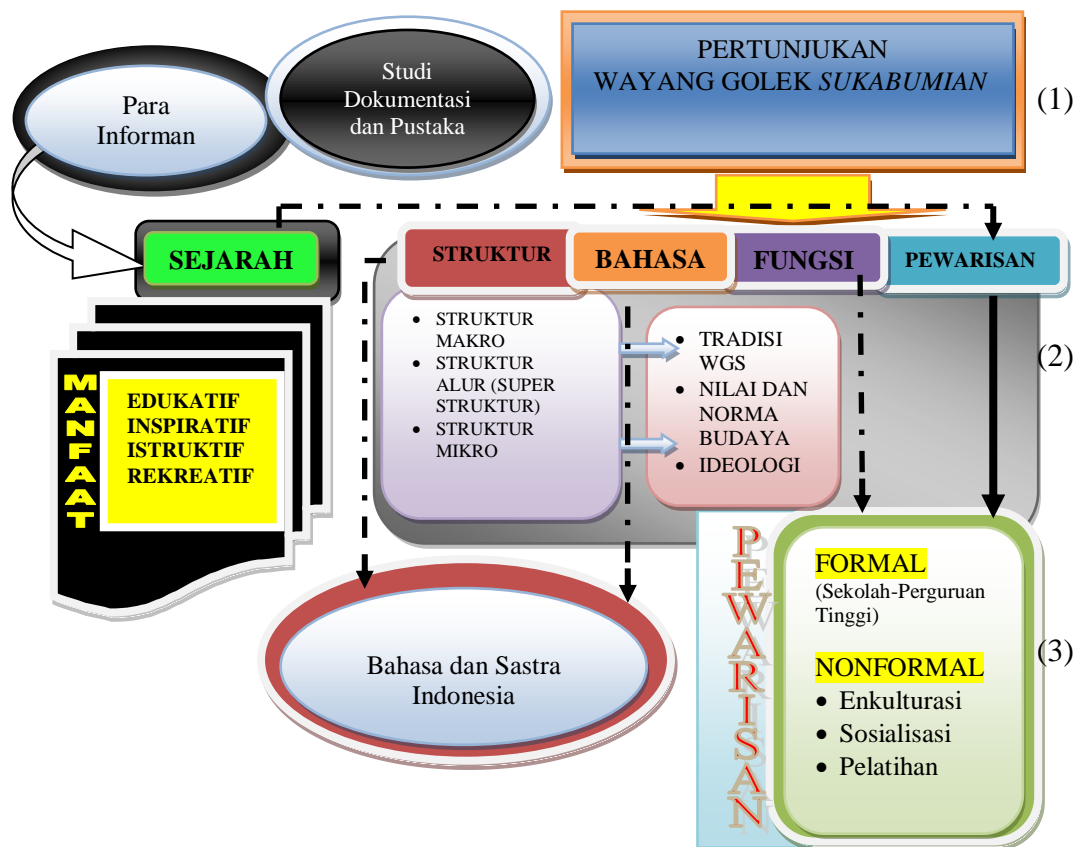 Para
Informan
Studi
Dokumentasi
dan Pustaka
PERTUNJUKAN
WAYANG GOLEK SUKABUMIAN
(1)
SEJARAH
STRUKTUR
BAHASA
FUNGSI
PEWARISAN
MANFAAT
EDUKATIF
INSPIRATIF
ISTRUKTIF
REKREATIF
• STRUKTUR
MAKRO
• STRUKTUR
ALUR (SUPER
STRUKTUR)
• STRUKTUR
MIKRO
• TRADISI
WGS
• NILAI DAN
NORMA
BUDAYA
• IDEOLOGI
(2)
Bahasa dan Sastra
Indonesia
PEWARISAN
FORMAL
(Sekolah-Perguruan
Tinggi)
NONFORMAL
• Enkulturasi
• Sosialisasi
• Pelatihan
(3)